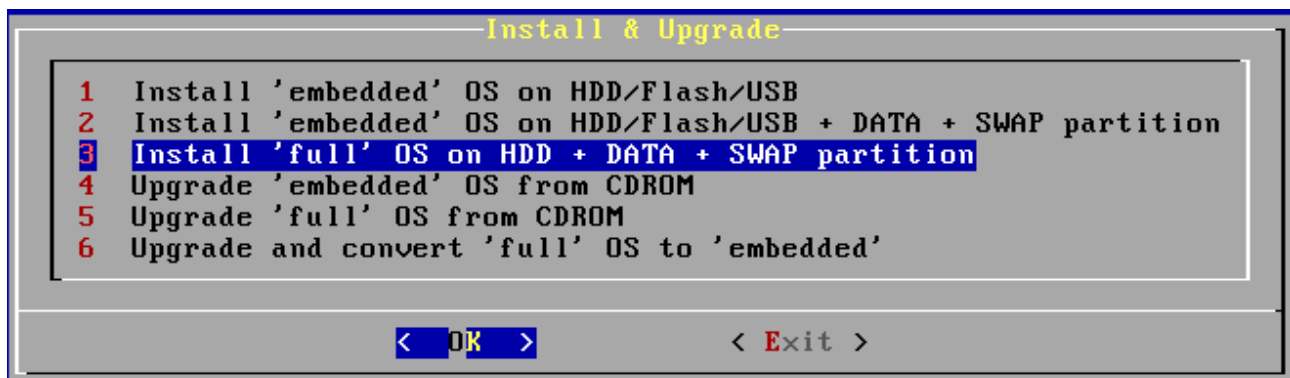 Install & Upgrade
1 Install 'embedded' OS on HDD/Flash/USB
2 Install 'embedded' OS on HDD/Flash/USB + DATA + SWAP partition
3 Install 'full' OS on HDD + DATA + SWAP partition
4 Upgrade 'embedded' OS from CDROM
5 Upgrade 'full' OS from CDROM
6 Upgrade and convert 'full' OS to 'embedded'
< OK > < Exit >